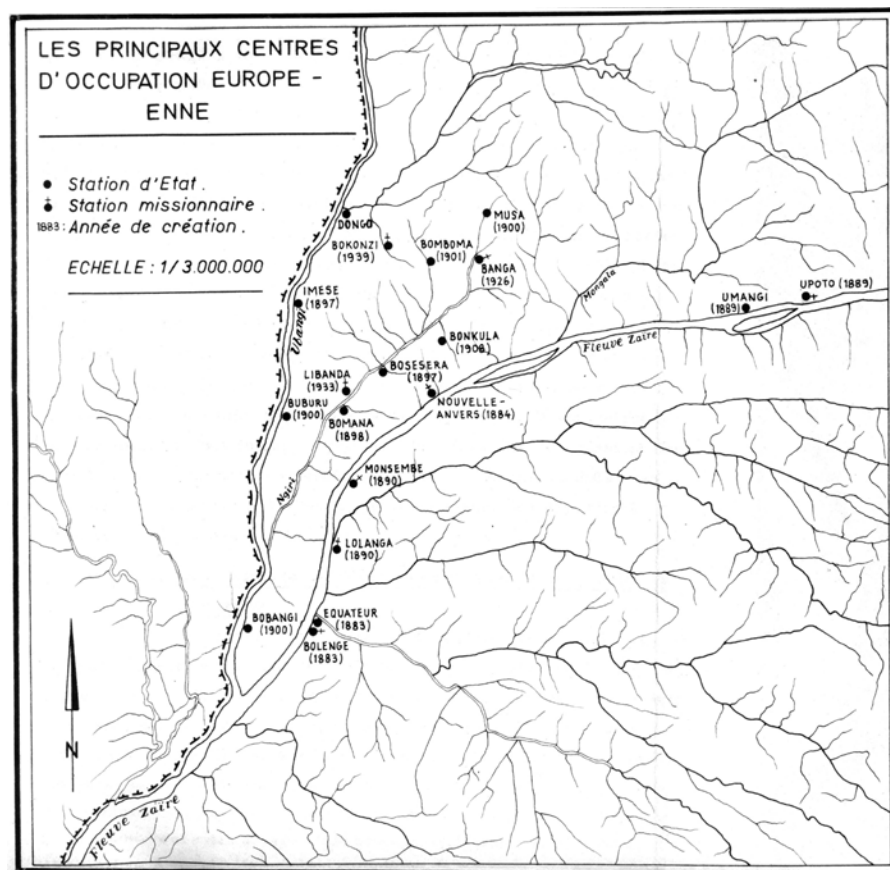 LES PRINCIPAUX CENTRES
D'OCCUPATION EUROPE -
ENNE
Station d'Etat.
Station missionnaire.
1883: Année de création.
ECHELLE : 1/3.000.000
DONGO
MUSA
(1900)
BOKONZI
(1939)
BOMBOMA
(1901)
BANGA
(1926)
Mongala
UPOTO (1889)
UMANGI
(1889)
IMESE
(1897)
Ubangi
BONKULA
(1908)
Fleuve Zaïre
LIBANDA
(1933)
BOSESERA
(1897)
NOUVELLE-
ANVERS (1884)
BUBURU
(1900)
BOMANA
(1898)
Ngiri
MONSEMBE
(1890)
LOLANGA
(1890)
BOBANGI
(1900)
EQUATEUR
(1883)
BOLENGE
(1883)
N
Fleuve Zaïre